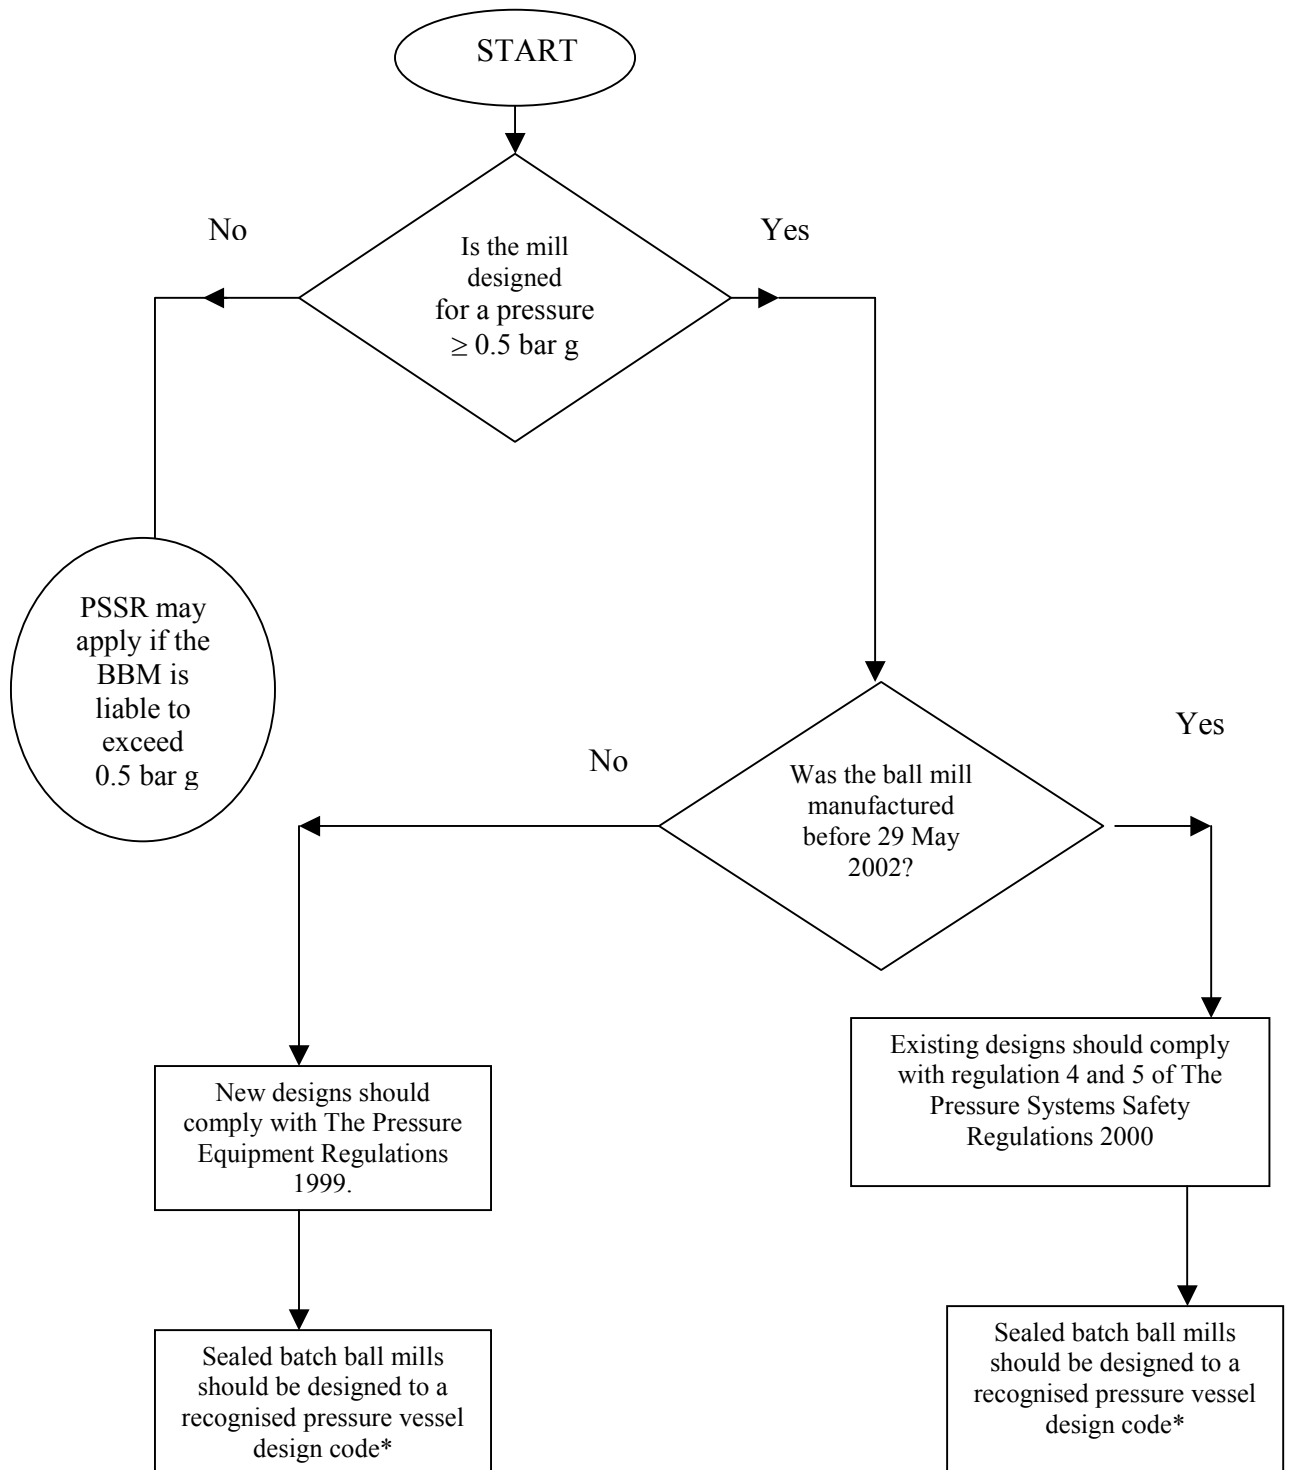 START
No
Yes
Is the mill
designed
for a pressure
≥ 0.5 bar g
PSSR may
apply if the
BBM is
liable to
exceed
0.5 bar g
No
Yes
Was the ball mill
manufactured
before 29 May
2002?
New designs should
comply with The Pressure
Equipment Regulations
1999.
Existing designs should comply
with regulation 4 and 5 of The
Pressure Systems Safety
Regulations 2000
Sealed batch ball mills
should be designed to a
recognised pressure vessel
design code*
Sealed batch ball mills
should be designed to a
recognised pressure vessel
design code*